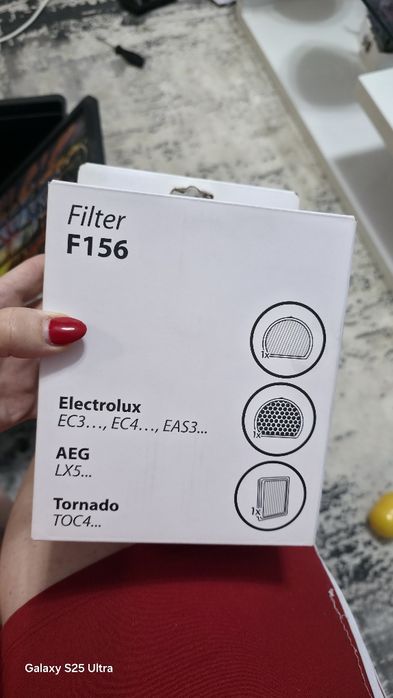 Filter
F156
1x
1x
Electrolux
EC3..., EC4..., EAS3...
AEG
LX5...
1x
Tornado
TOC4...
Galaxy S25 Ultra